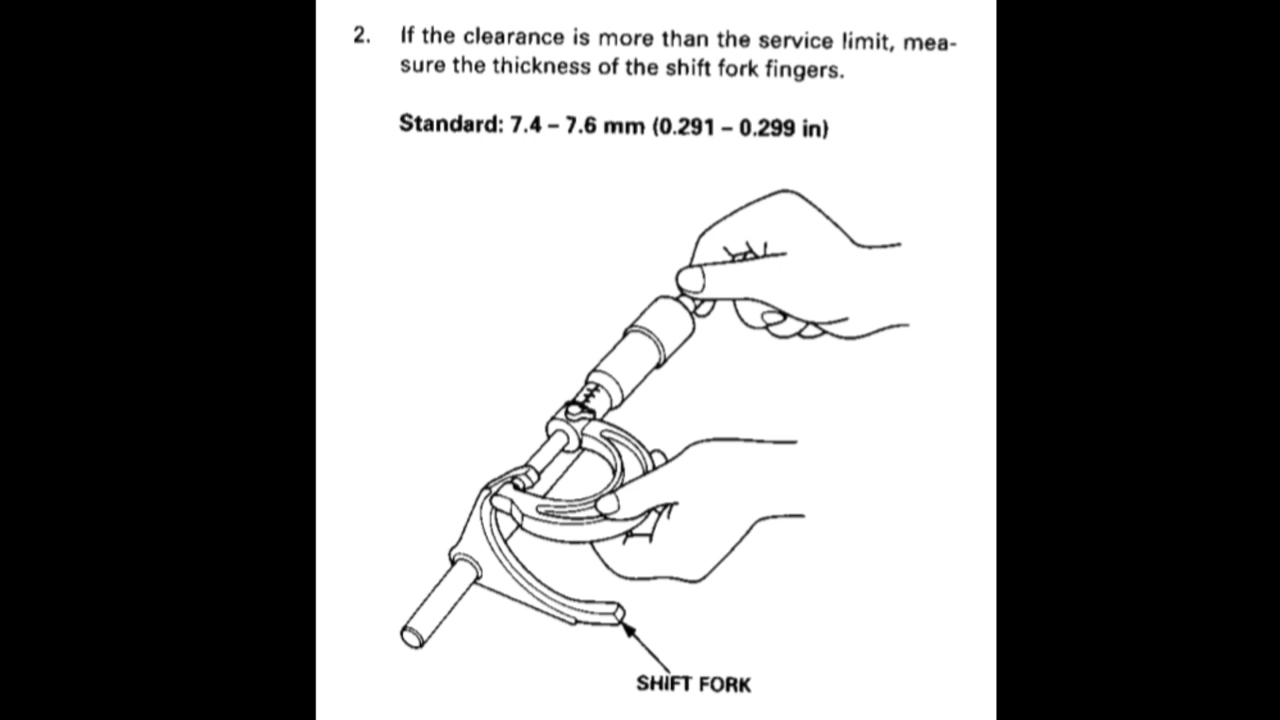 2. If the clearance is more than the service limit, mea-
sure the thickness of the shift fork fingers.
Standard: 7.4 – 7.6 mm (0.291 – 0.299 in)
SHIFT FORK